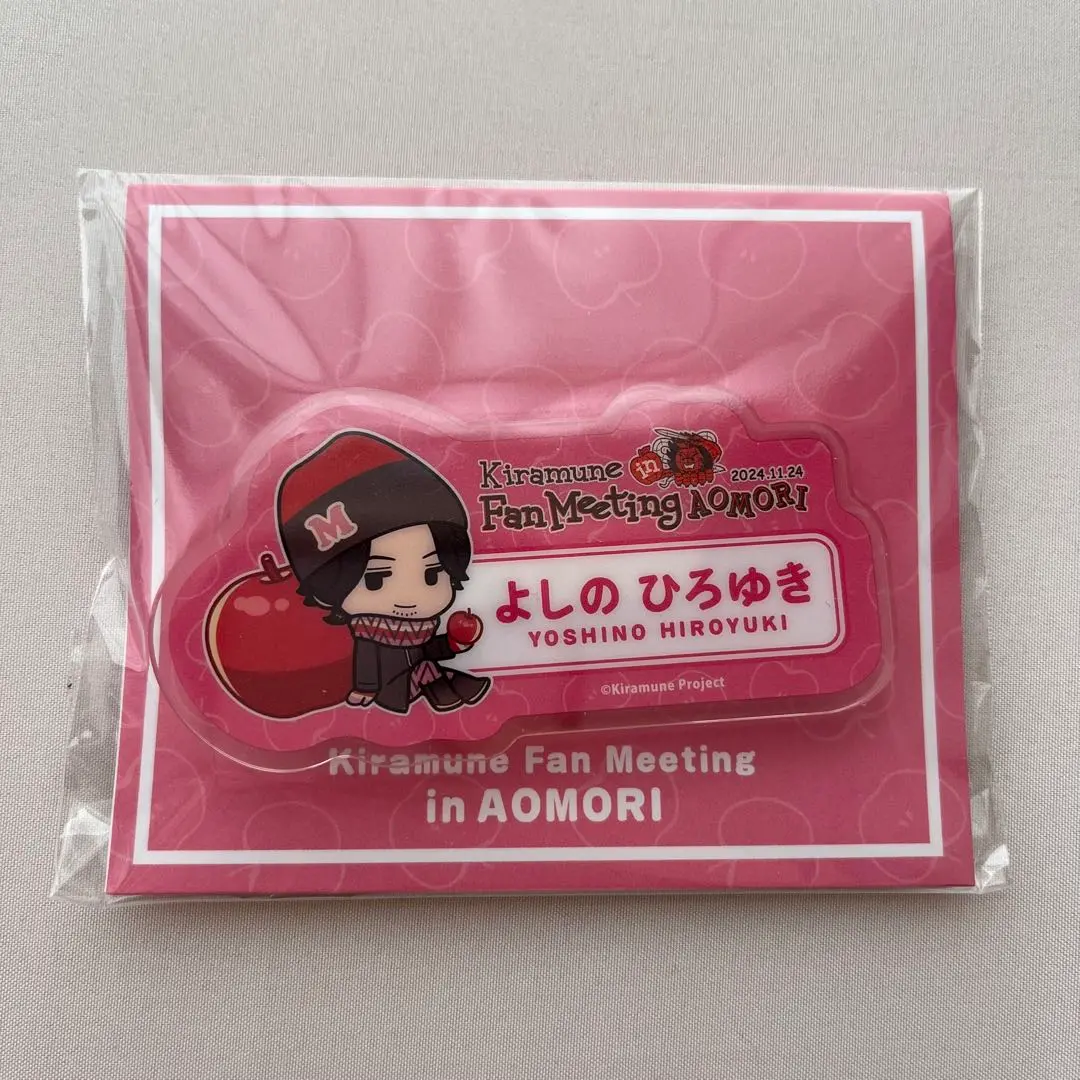 M
Kiramune in 2024.11.24
Fan Meeting AOMORI
よしの ひろゆき
YOSHINO HIROYUKI
©Kiramune Project
Kiramune Fan Meeting
in AOMORI